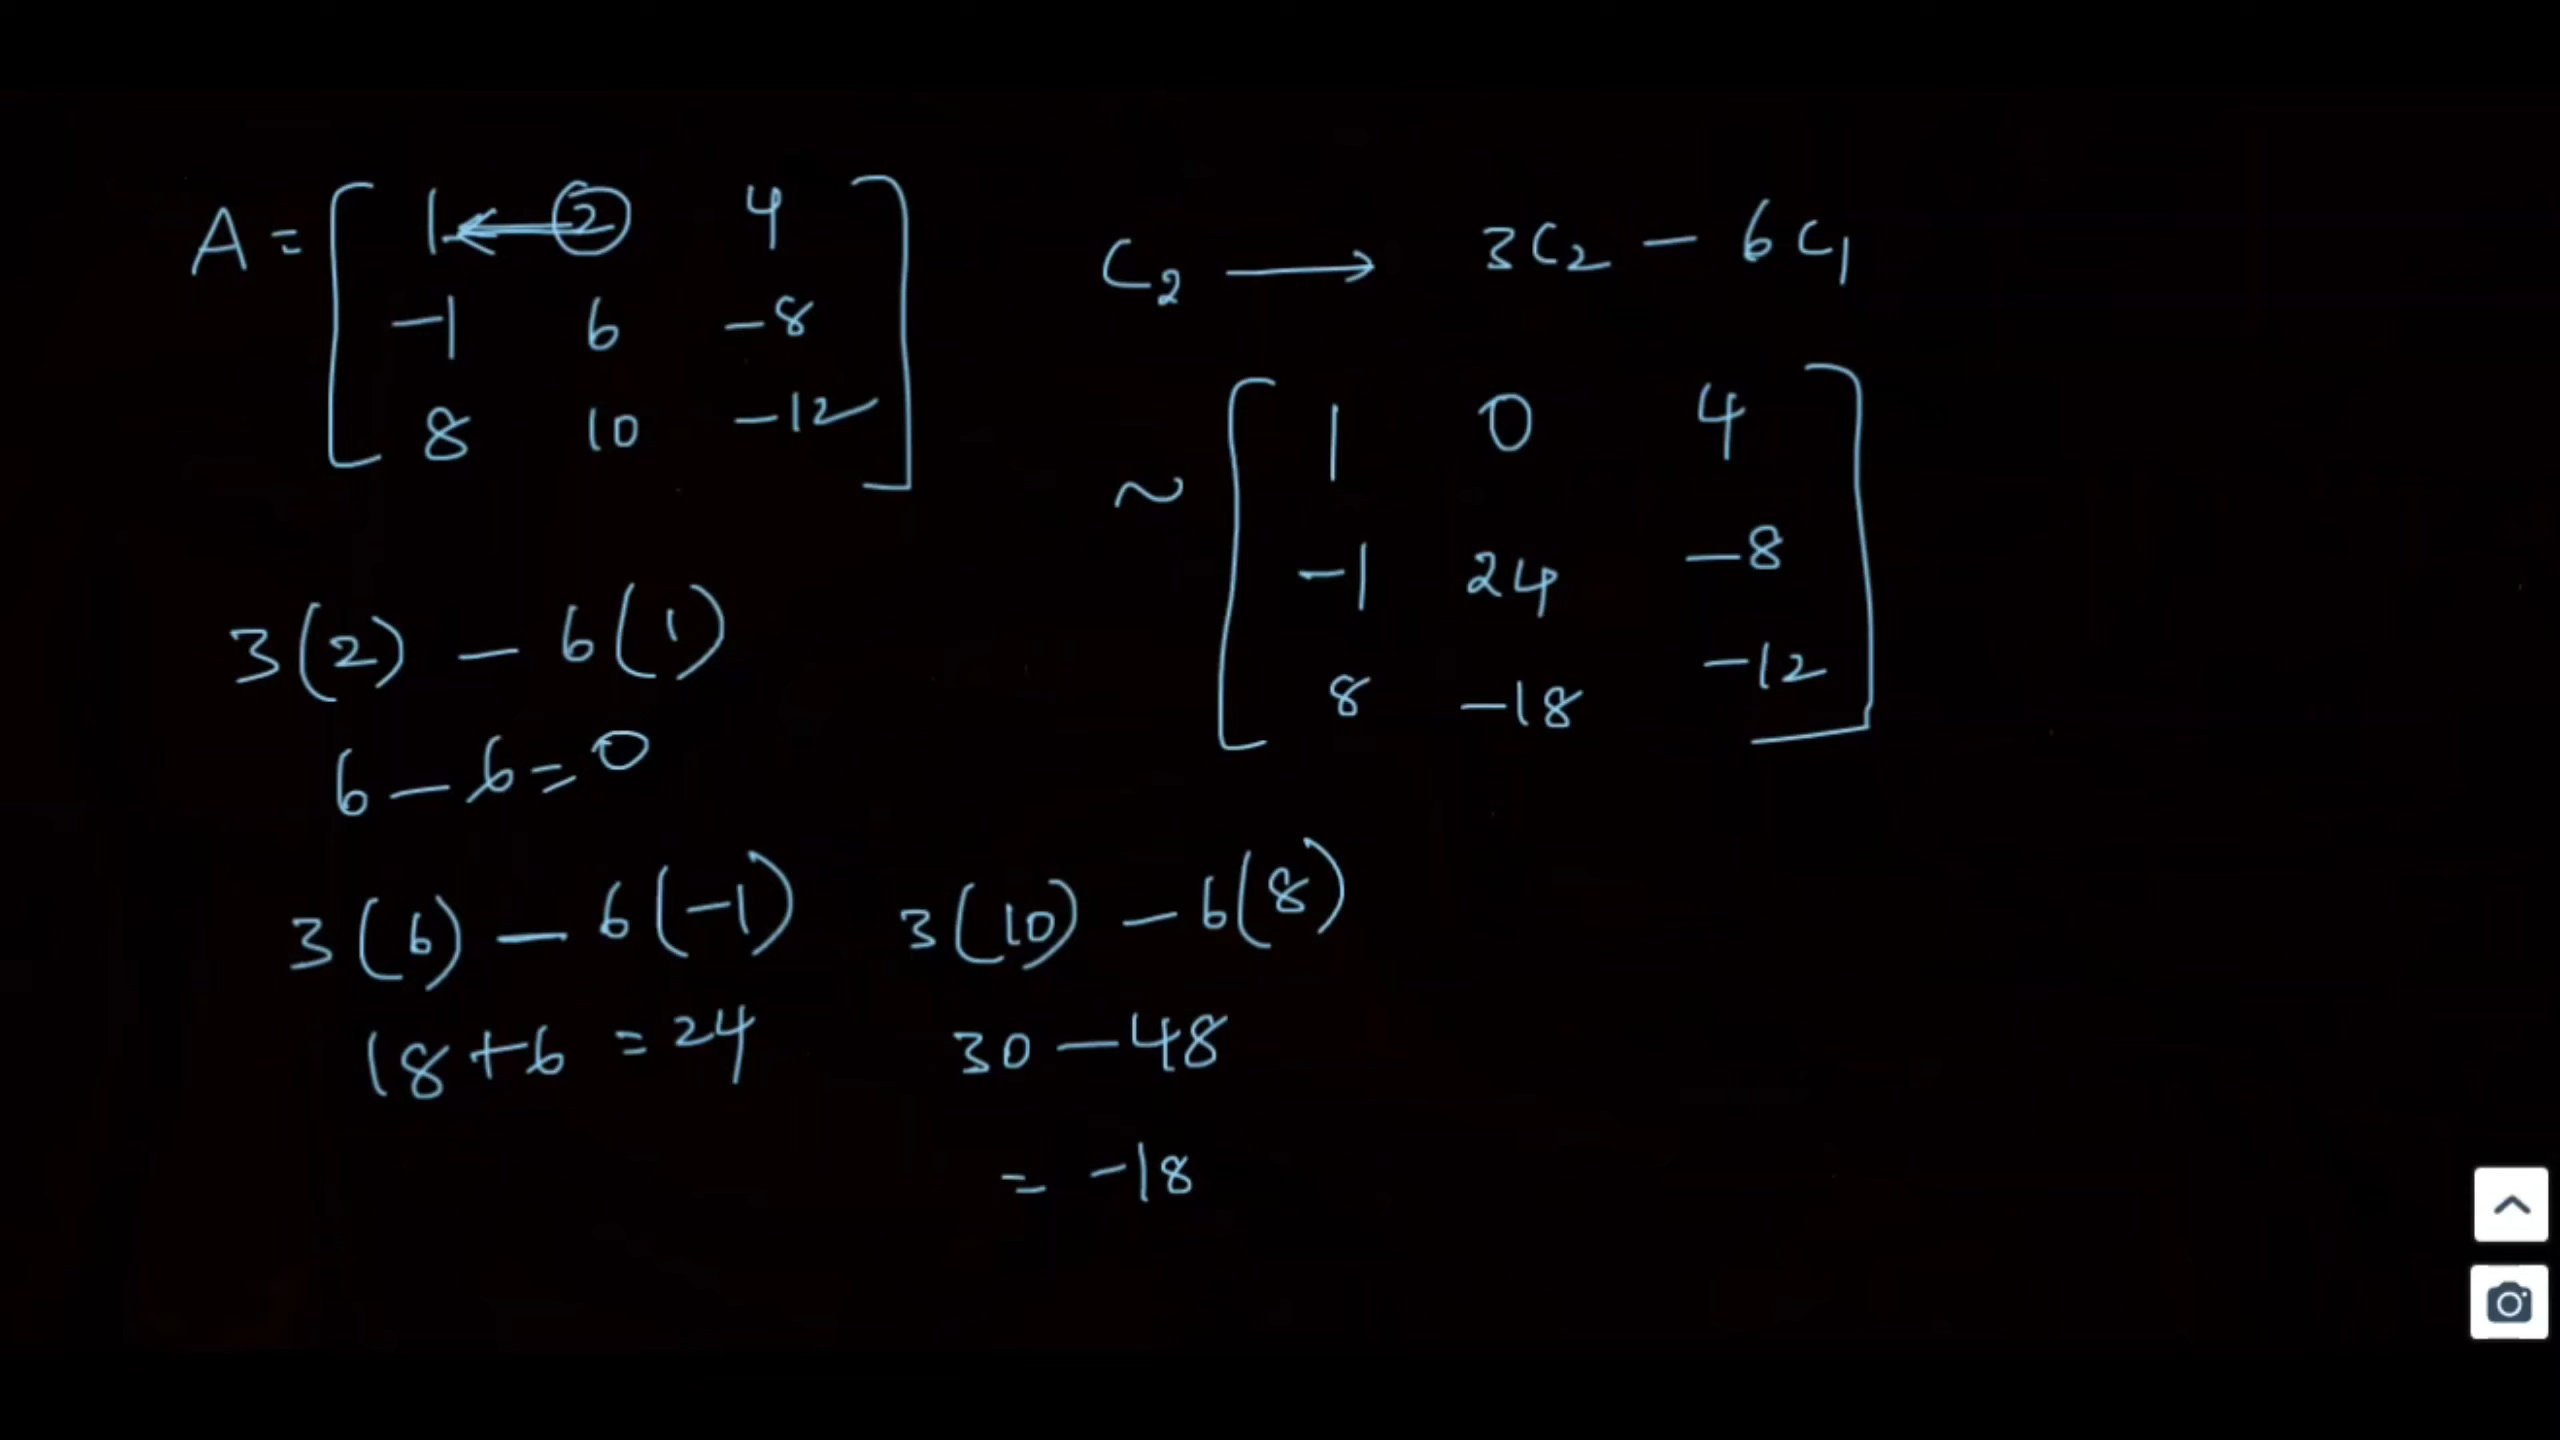 A = [ 1 ← 2 4
-1 6 -8
8 10 -12 ]
C₂ → 3C₂ - 6C₁
~ [ 1 0 4
-1 24 -8
8 -18 -12 ]
3(2) - 6(1)
6 - 6 = 0
3(6) - 6(-1)
18 + 6 = 24
3(10) - 6(8)
30 - 48
= -18